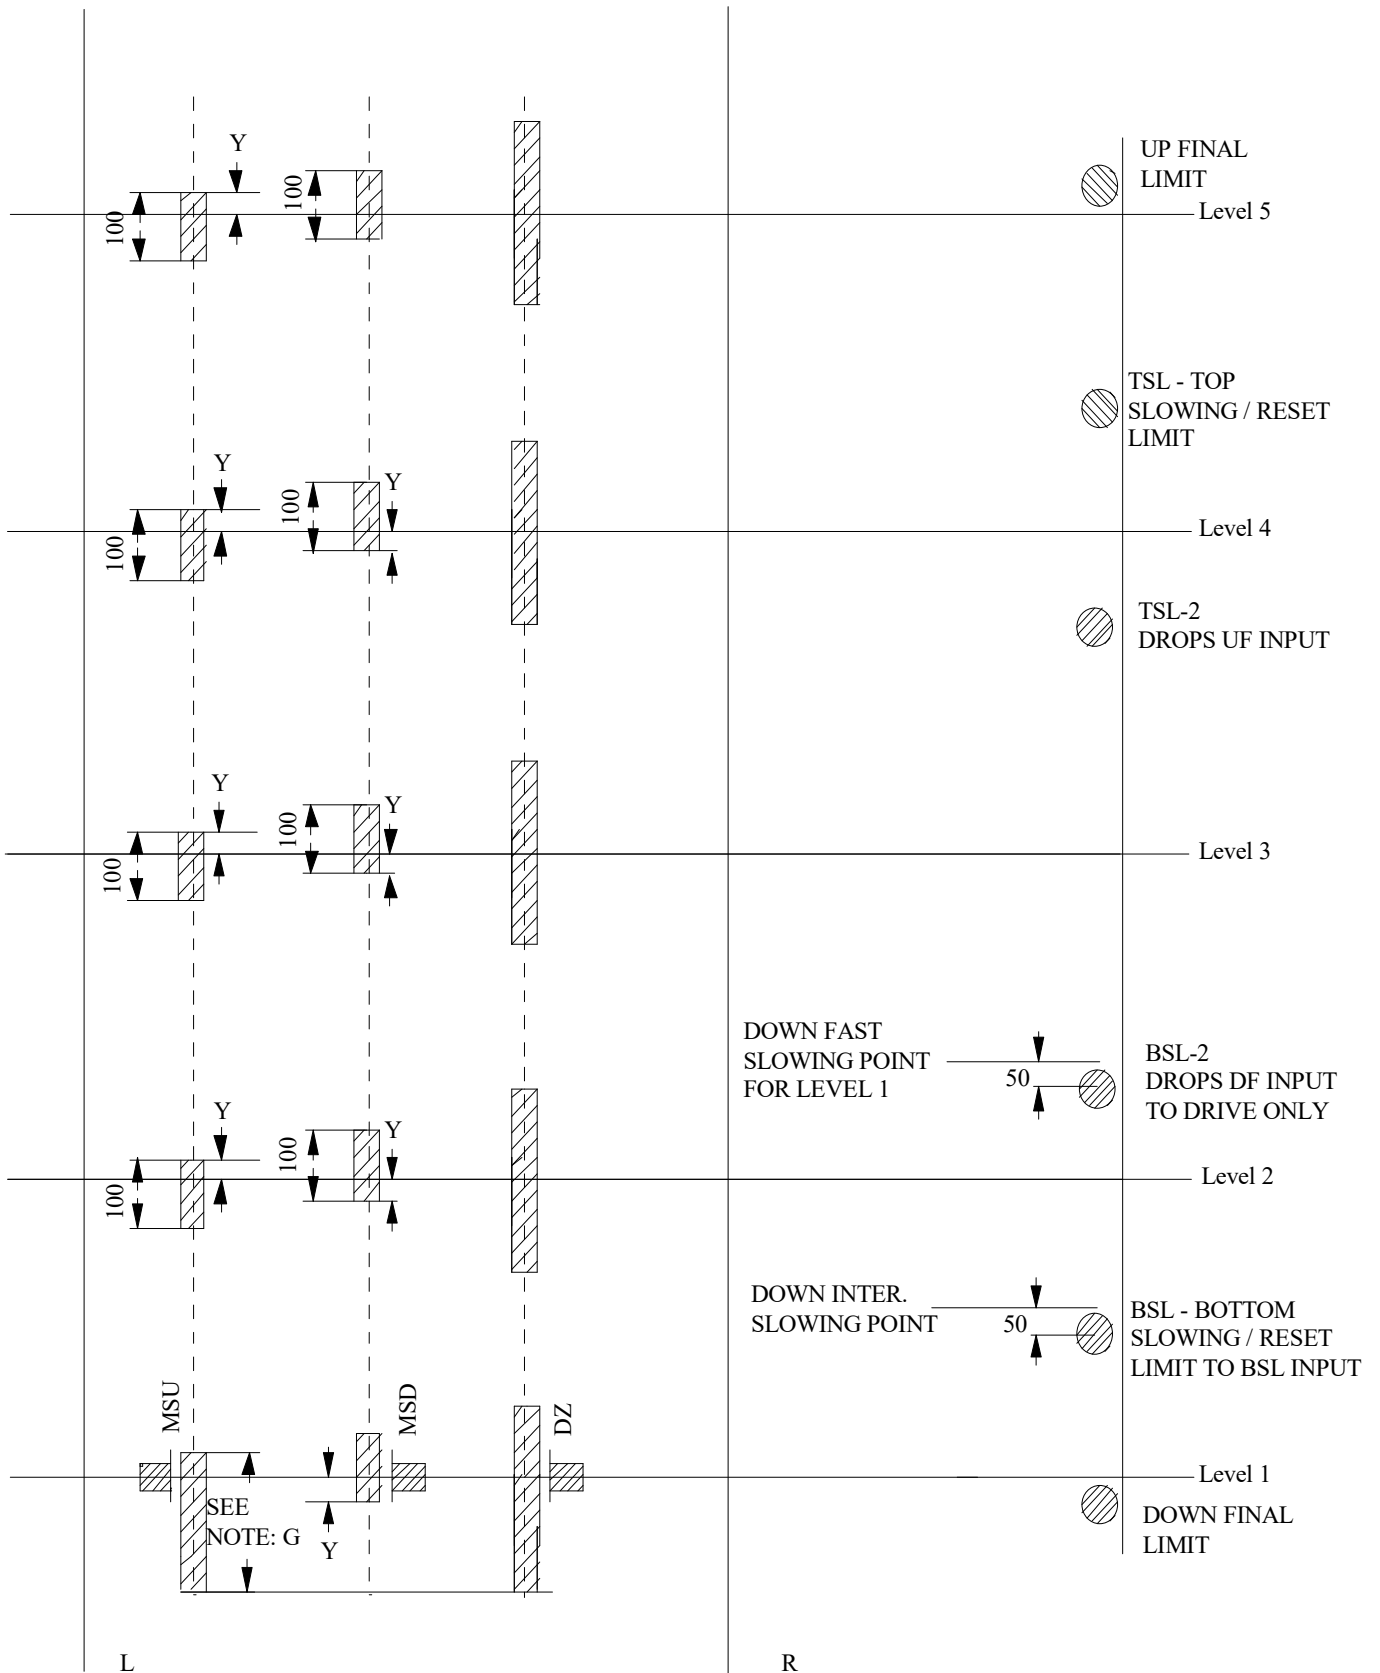 UP FINAL
LIMIT
Y
100
100
Level 5
TSL - TOP
SLOWING / RESET
LIMIT
Y
Y
100
100
Level 4
TSL-2
DROPS UF INPUT
Y
Y
100
100
Level 3
DOWN FAST
SLOWING POINT
FOR LEVEL 1
50
BSL-2
DROPS DF INPUT
TO DRIVE ONLY
Y
Y
100
100
Level 2
DOWN INTER.
SLOWING POINT
50
BSL - BOTTOM
SLOWING / RESET
LIMIT TO BSL INPUT
MSU
MSD
DZ
Level 1
SEE
NOTE: G
Y
DOWN FINAL
LIMIT
L
R